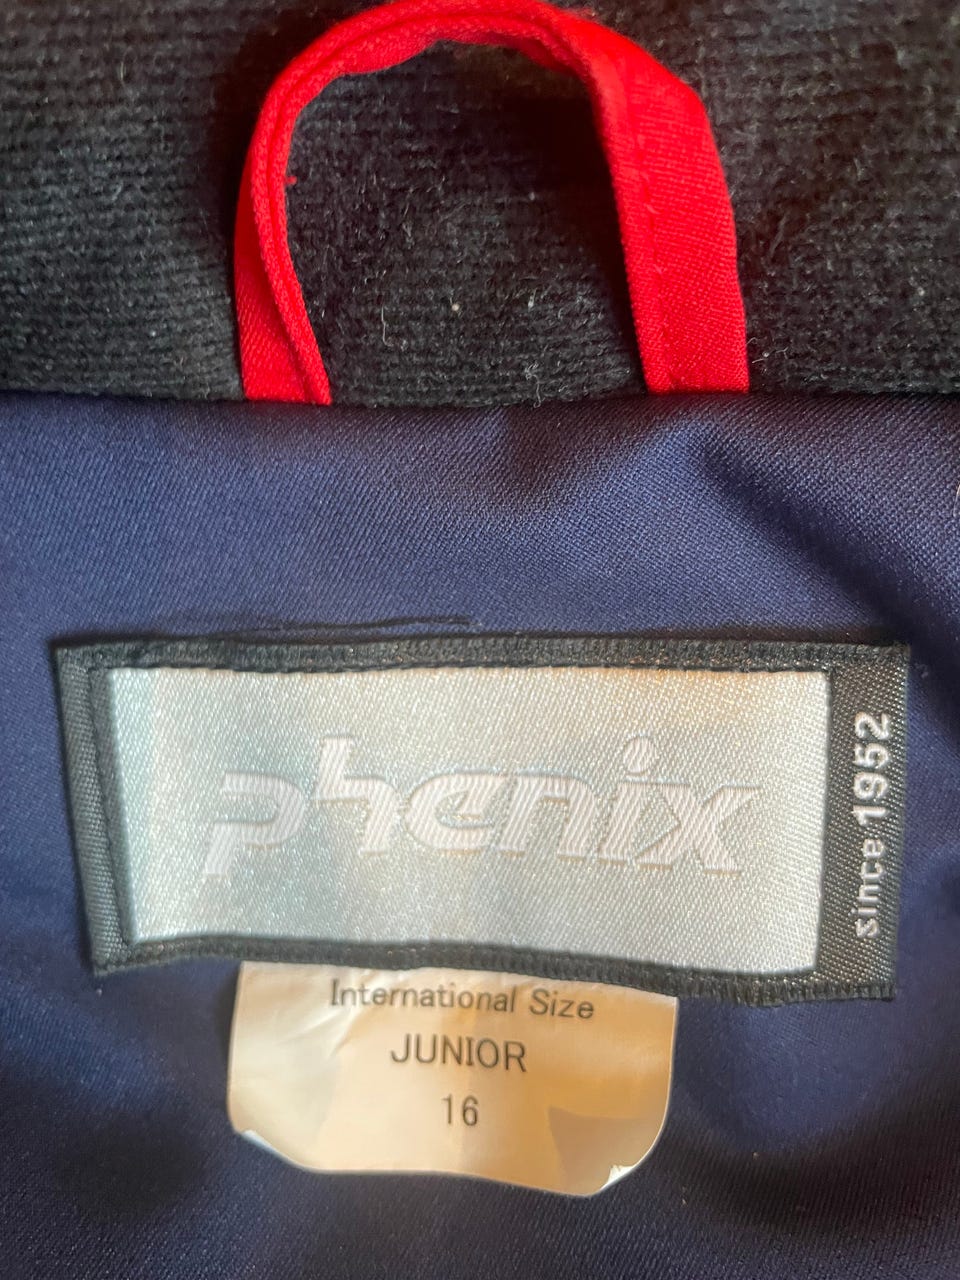 phenix
since 1952
International Size
JUNIOR
16